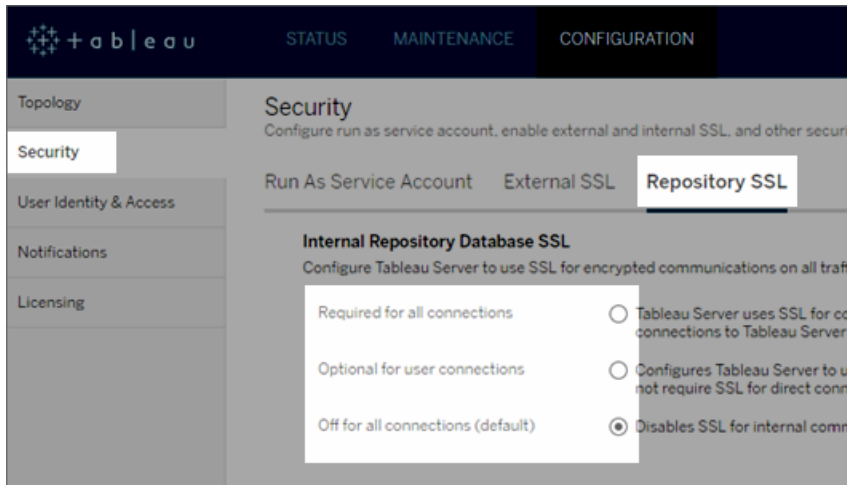 + a b | e a u
STATUS MAINTENANCE CONFIGURATION
Topology
Security
User Identity & Access
Notifications
Licensing
Security
Configure run as service account, enable external and internal SSL, and other securi
Run As Service Account External SSL Repository SSL
Internal Repository Database SSL
Configure Tableau Server to use SSL for encrypted communications on all traff
Required for all connections
Tableau Server uses SSL for co
connections to Tableau Server
Optional for user connections
Configures Tableau Server to u
not require SSL for direct conn
Off for all connections (default)
Disables SSL for internal comm